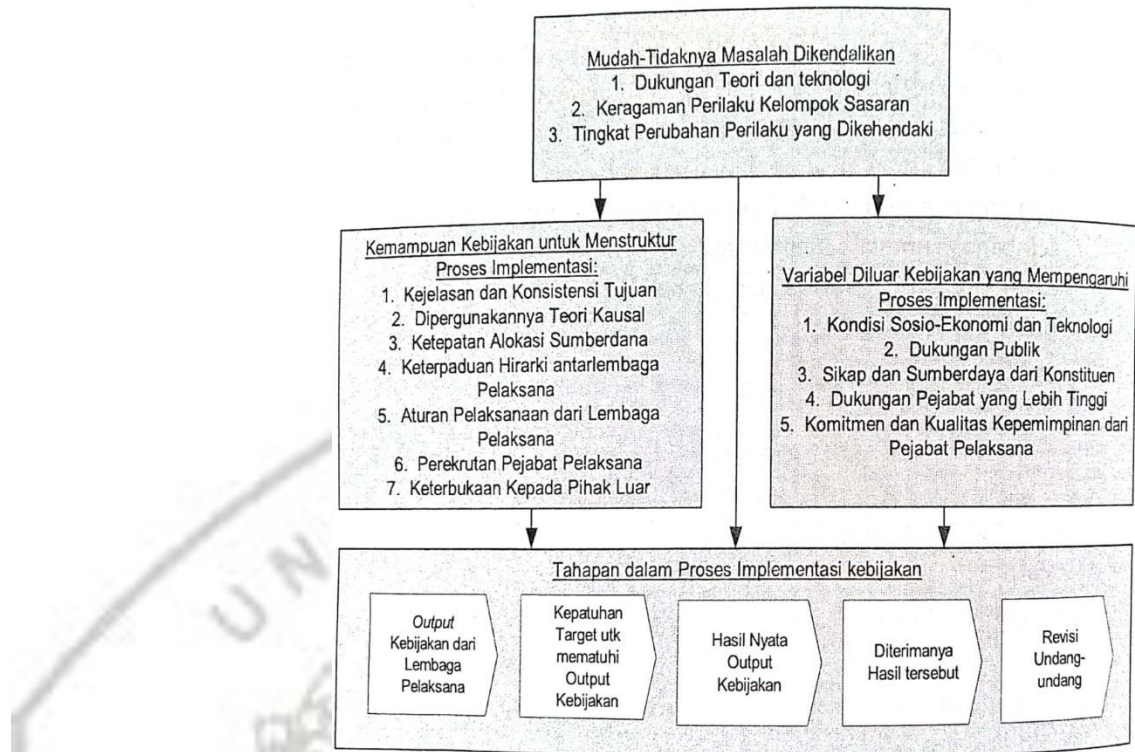 Mudah-Tidaknya Masalah Dikendalikan
1. Dukungan Teori dan teknologi
2. Keragaman Perilaku Kelompok Sasaran
3. Tingkat Perubahan Perilaku yang Dikehendaki
Kemampuan Kebijakan untuk Menstruktur
Proses Implementasi:
1. Kejelasan dan Konsistensi Tujuan
2. Dipergunakannya Teori Kausal
3. Ketepatan Alokasi Sumberdana
4. Keterpaduan Hirarki antarlembaga
Pelaksana
5. Aturan Pelaksanaan dari Lembaga
Pelaksana
6. Perekrutan Pejabat Pelaksana
7. Keterbukaan Kepada Pihak Luar
Variabel Diluar Kebijakan yang Mempengaruhi
Proses Implementasi:
1. Kondisi Sosio-Ekonomi dan Teknologi
2. Dukungan Publik
3. Sikap dan Sumberdaya dari Konstituen
4. Dukungan Pejabat yang Lebih Tinggi
5. Komitmen dan Kualitas Kepemimpinan dari
Pejabat Pelaksana
Tahapan dalam Proses Implementasi kebijakan
Output
Kebijakan dari
Lembaga
Pelaksana
Kepatuhan
Target utk
mematuhi
Output
Kebijakan
Hasil Nyata
Output
Kebijakan
Diterimanya
Hasil tersebut
Revisi
Undang-
undang
U N